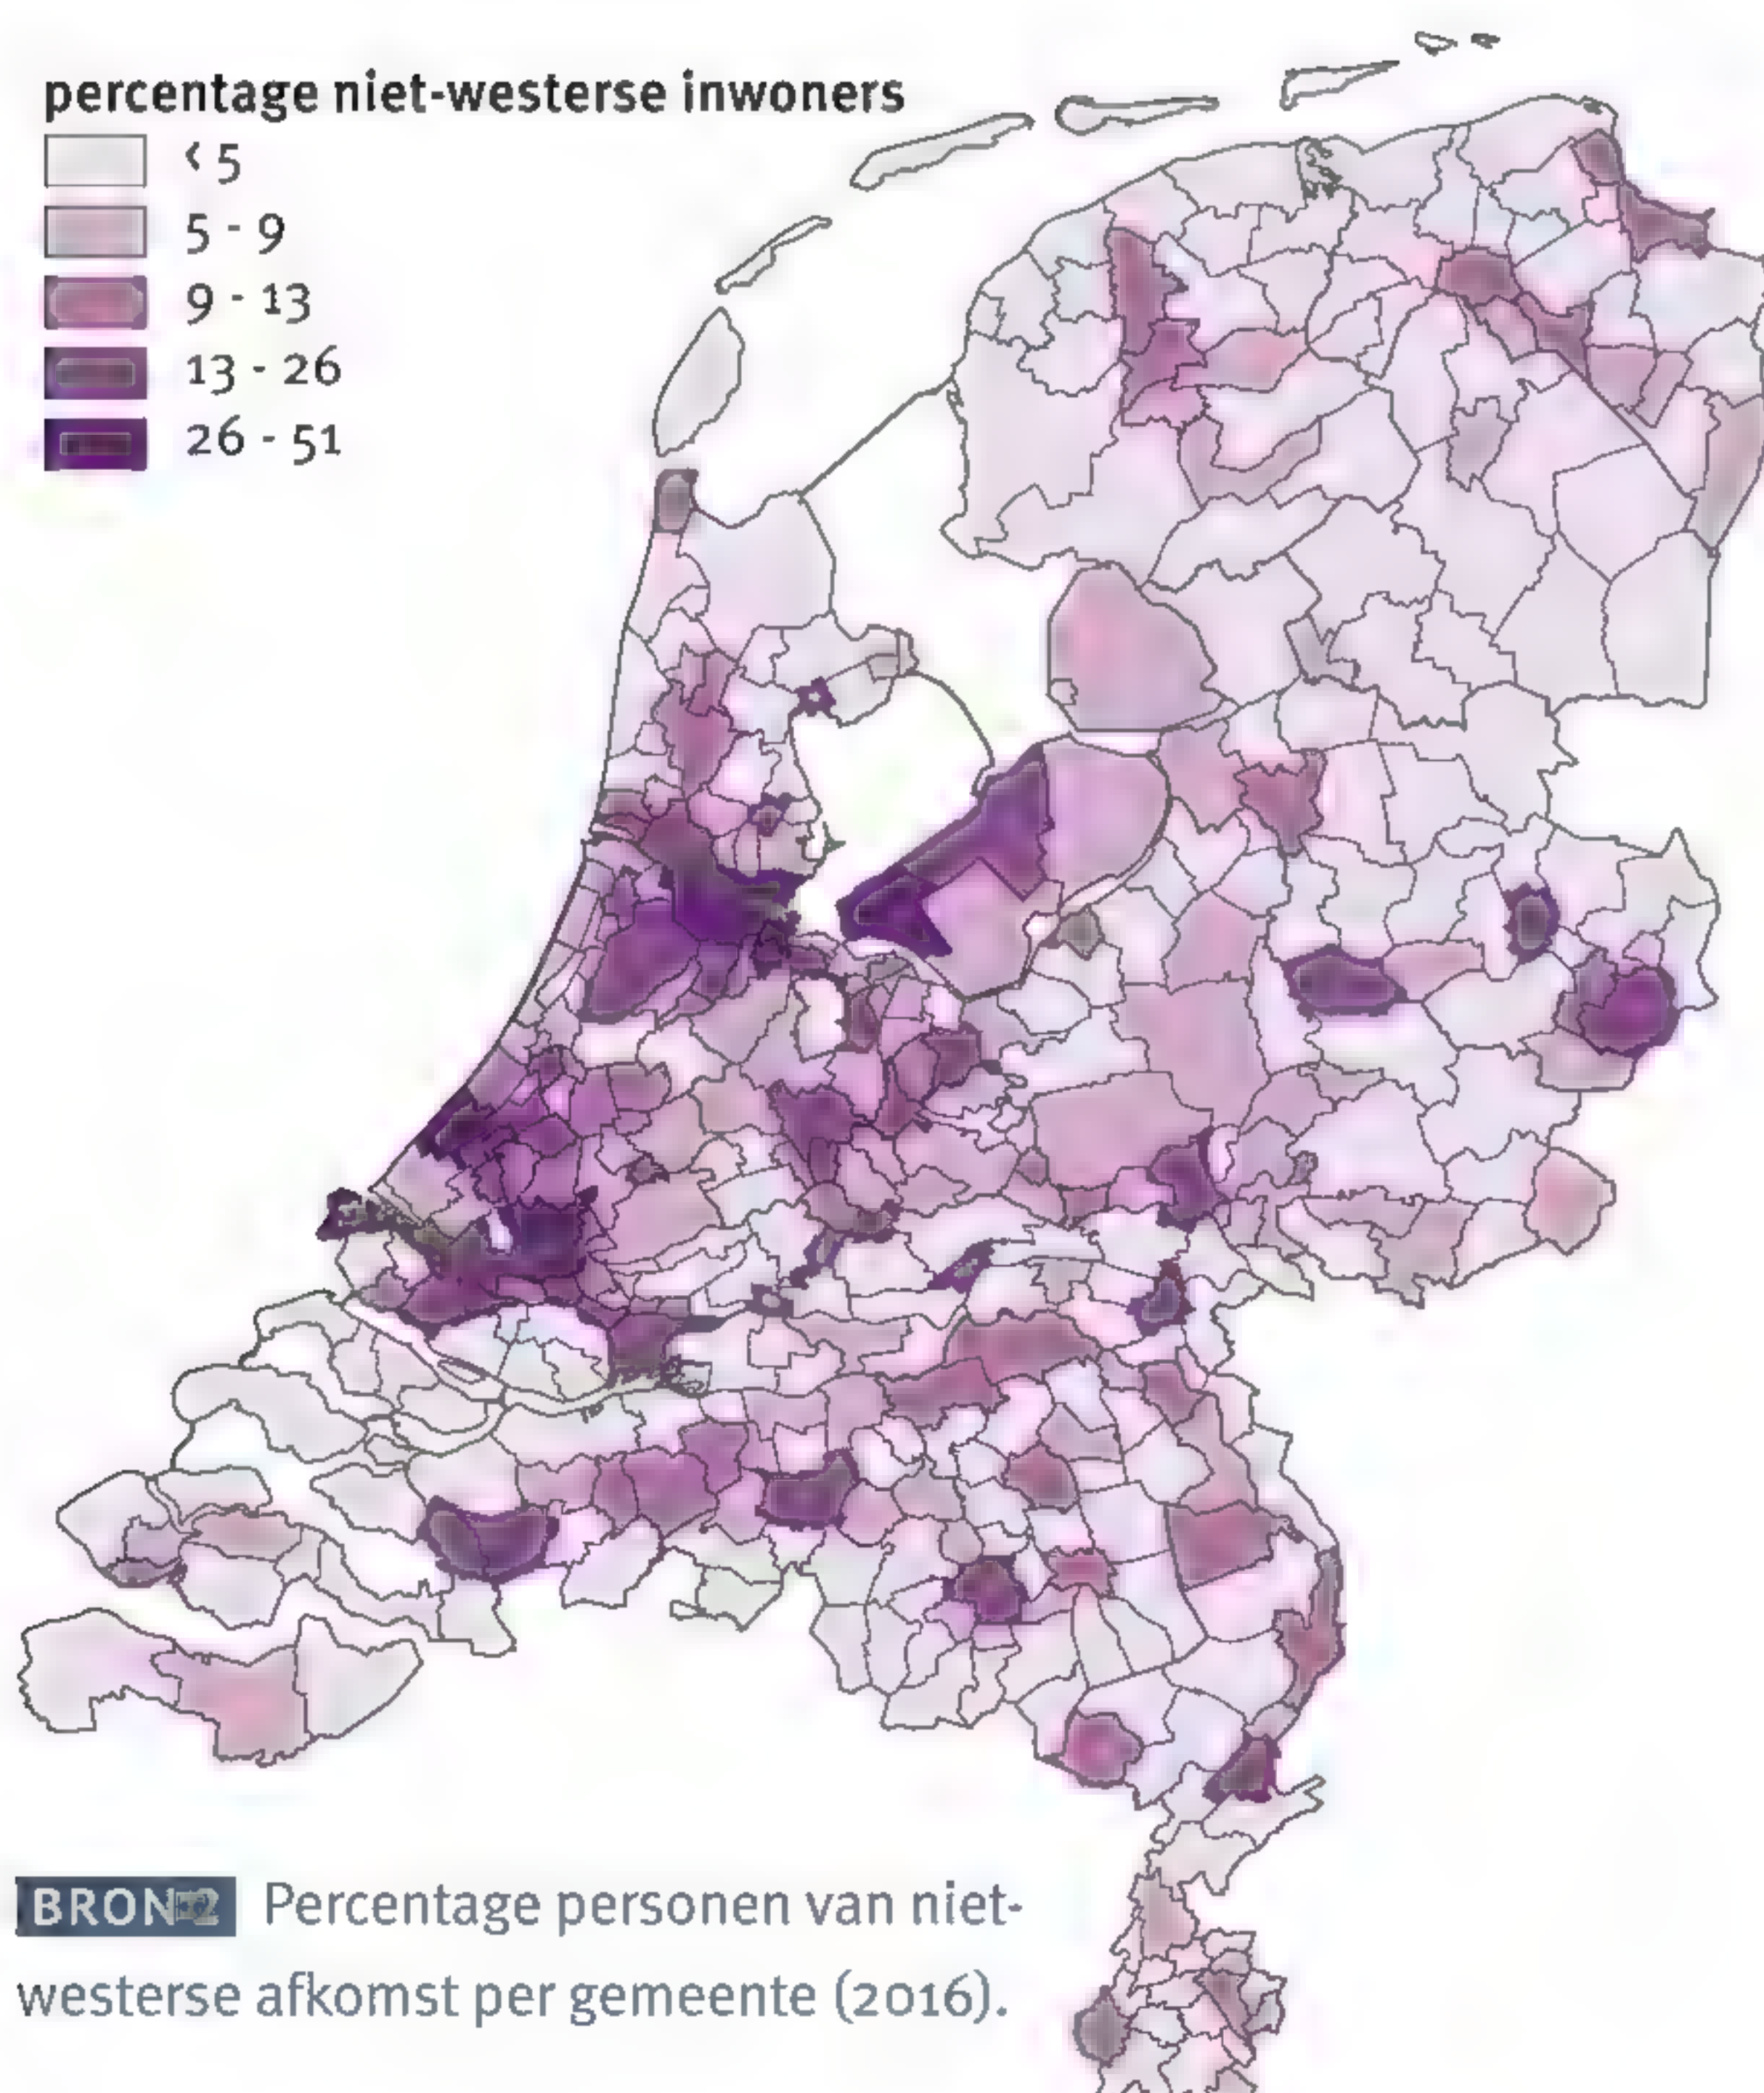 percentage niet-westerse inwoners
< 5
5 - 9
9 - 13
13 - 26
26 - 51
BRON 2 Percentage personen van niet-
westerse afkomst per gemeente (2016).